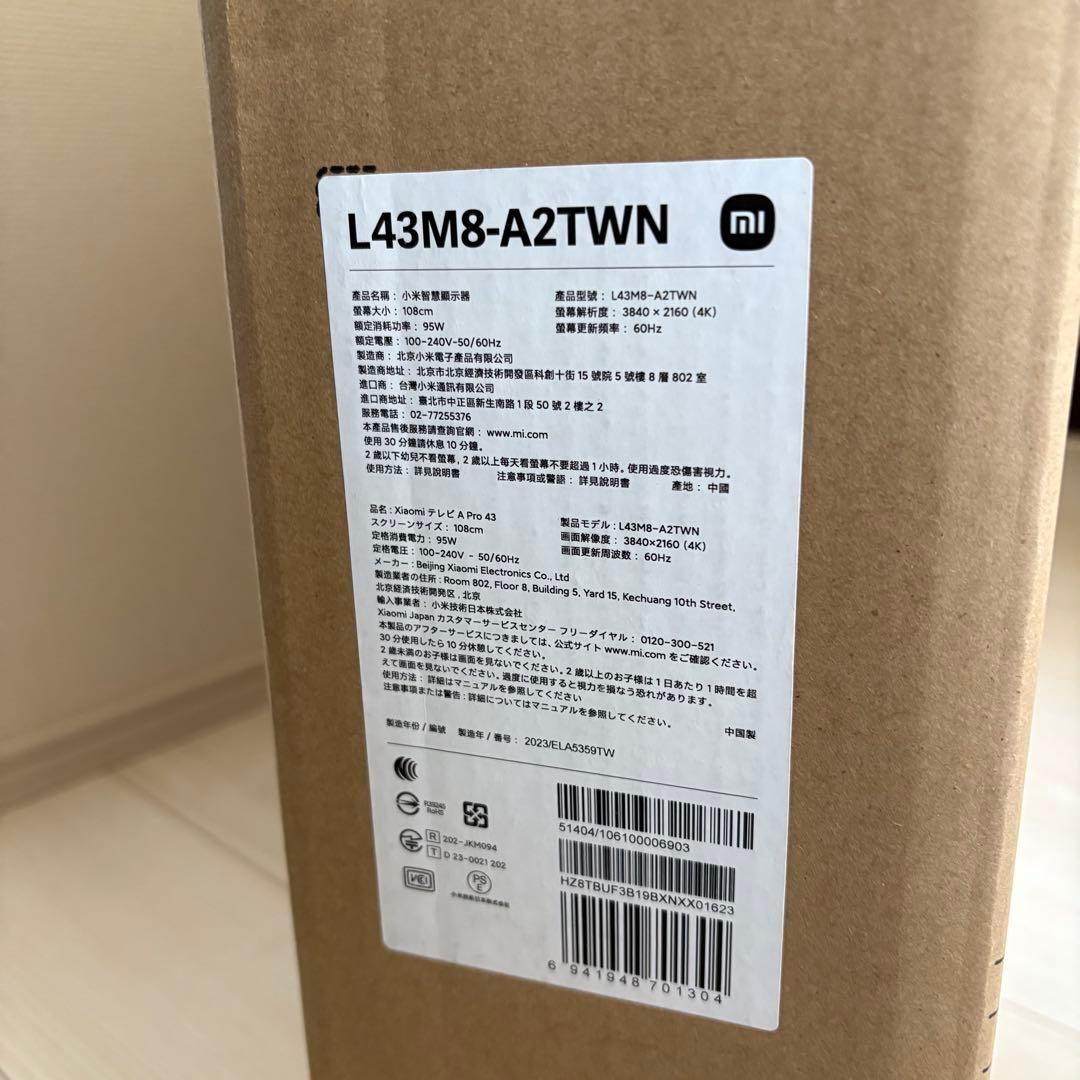 L43M8-A2TWN
mi
產品名稱：小米智慧顯示器
產品型號：L43M8-A2TWN
螢幕大小：108cm
螢幕解析度：3840 × 2160 (4K)
額定消耗功率：95W
螢幕更新頻率：60Hz
額定電壓：100-240V~50/60Hz
製造商：北京小米電子產品有限公司
製造商地址：北京市北京經濟技術開發區科創十街 15 號院 5 號樓 8 層 802 室
進口商：台灣小米通訊有限公司
進口商地址：臺北市中正區新生南路 1 段 50 號 2 樓之 2
服務電話：02-77255376
本產品售後服務請查詢官網：www.mi.com
使用 30 分鐘請休息 10 分鐘。
2 歲以下幼兒不看螢幕，2 歲以上每天看螢幕不要超過 1 小時。使用過度恐傷害視力。
使用方法：詳見說明書 注意事項或警語：詳見說明書 產地：中國
品名：Xiaomi テレビ A Pro 43
製品モデル：L43M8-A2TWN
スクリーンサイズ：108cm
画面解像度：3840×2160 (4K)
定格消費電力：95W
画面更新周波数：60Hz
定格電圧：100-240V ~ 50/60Hz
メーカー：Beijing Xiaomi Electronics Co., Ltd
製造業者の住所：Room 802, Floor 8, Building 5, Yard 15, Kechuang 10th Street,
北京経済技術開発区，北京
輸入事業者：小米技術日本株式会社
Xiaomi Japan カスタマーサービスセンター フリーダイヤル：0120-300-521
本製品のアフターサービスにつきましては、公式サイト www.mi.com をご確認ください。
30 分使用したら 10 分休憩してください。
2 歳未満のお子様は画面を見ないでください。2 歳以上のお子様は 1 日あたり 1 時間を超
えて画面を見ないでください。過度に使用すると視力を損なう恐れがあります。
使用方法：詳細はマニュアルを参照してください
注意事項または警告：詳細についてはマニュアルを参照してください。
中国製
製造年份 / 編號 製造年 / 番号：2023/ELA5359TW
R39245
RoHS
R 202-JKM094
T D 23-0021 202
VCCI
PS
E
小米技術日本株式会社
51404/106100006903
HZ8TBUF3B19BXNXX01623
6 941948 701304